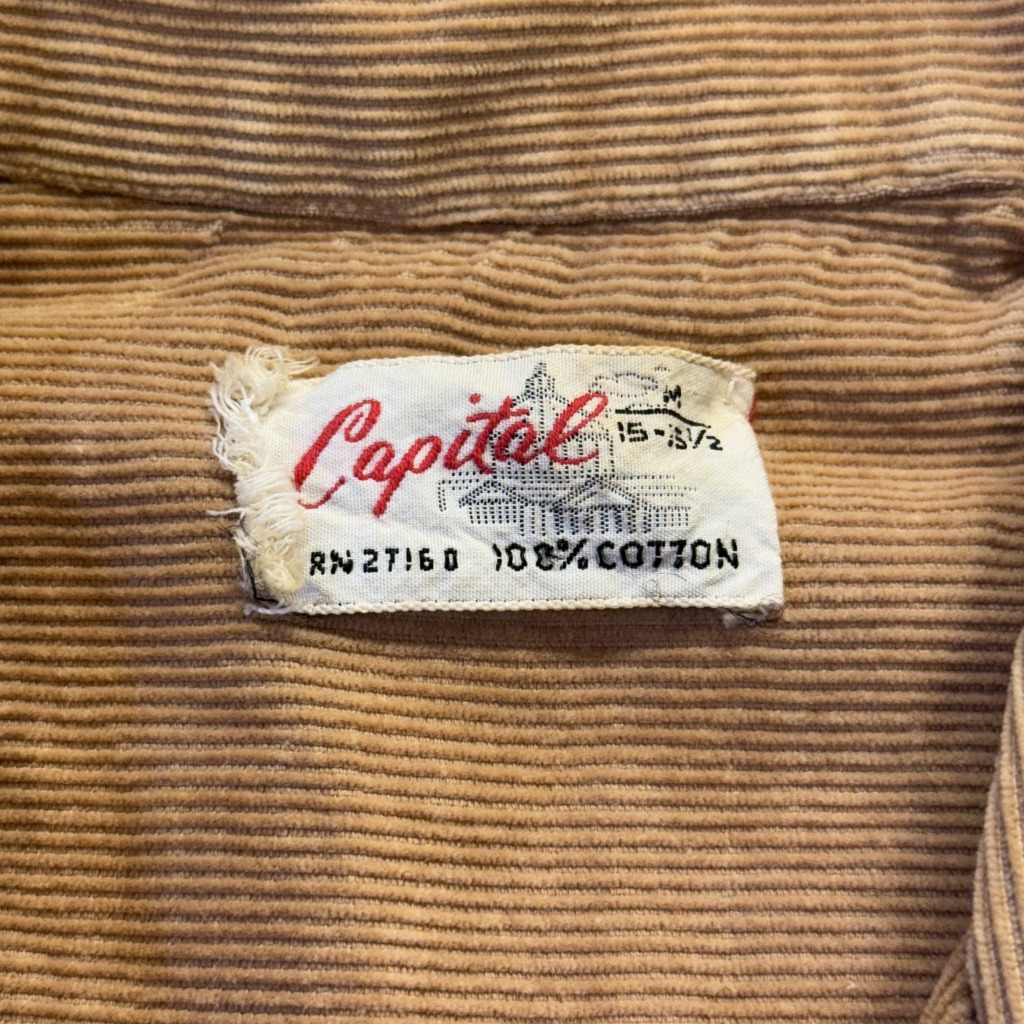 Capital
M
15-15½
RN 27160 100% COTTON